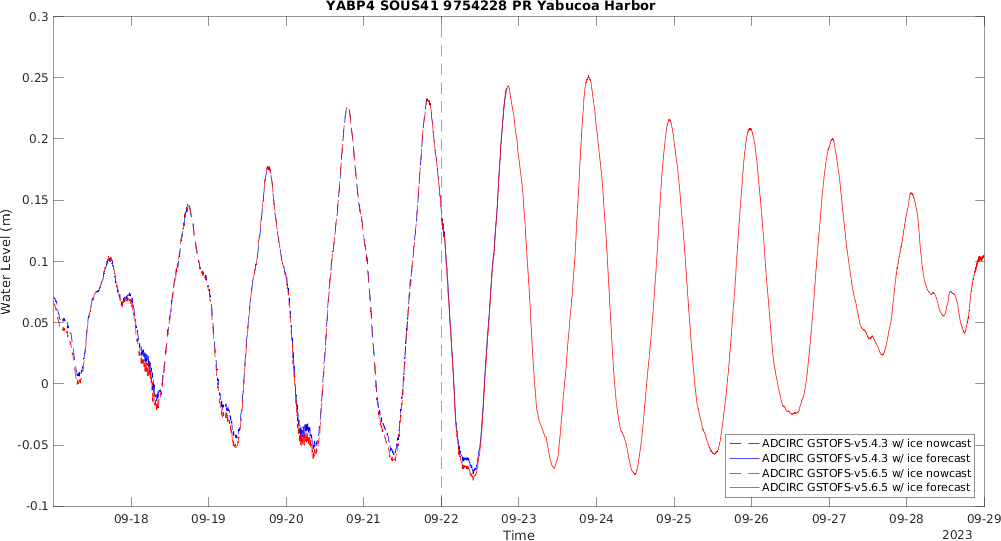 YABP4 SOUS41 9754228 PR Yabucoa Harbor
0.3
0.25
0.2
0.15
0.1
0.05
0
-0.05
-0.1
Water Level (m)
ADCIRC GSTOFS-v5.4.3 w/ ice nowcast
ADCIRC GSTOFS-v5.4.3 w/ ice forecast
ADCIRC GSTOFS-v5.6.5 w/ ice nowcast
ADCIRC GSTOFS-v5.6.5 w/ ice forecast
09-18 09-19 09-20 09-21 09-22 09-23 09-24 09-25 09-26 09-27 09-28 09-29
Time
2023